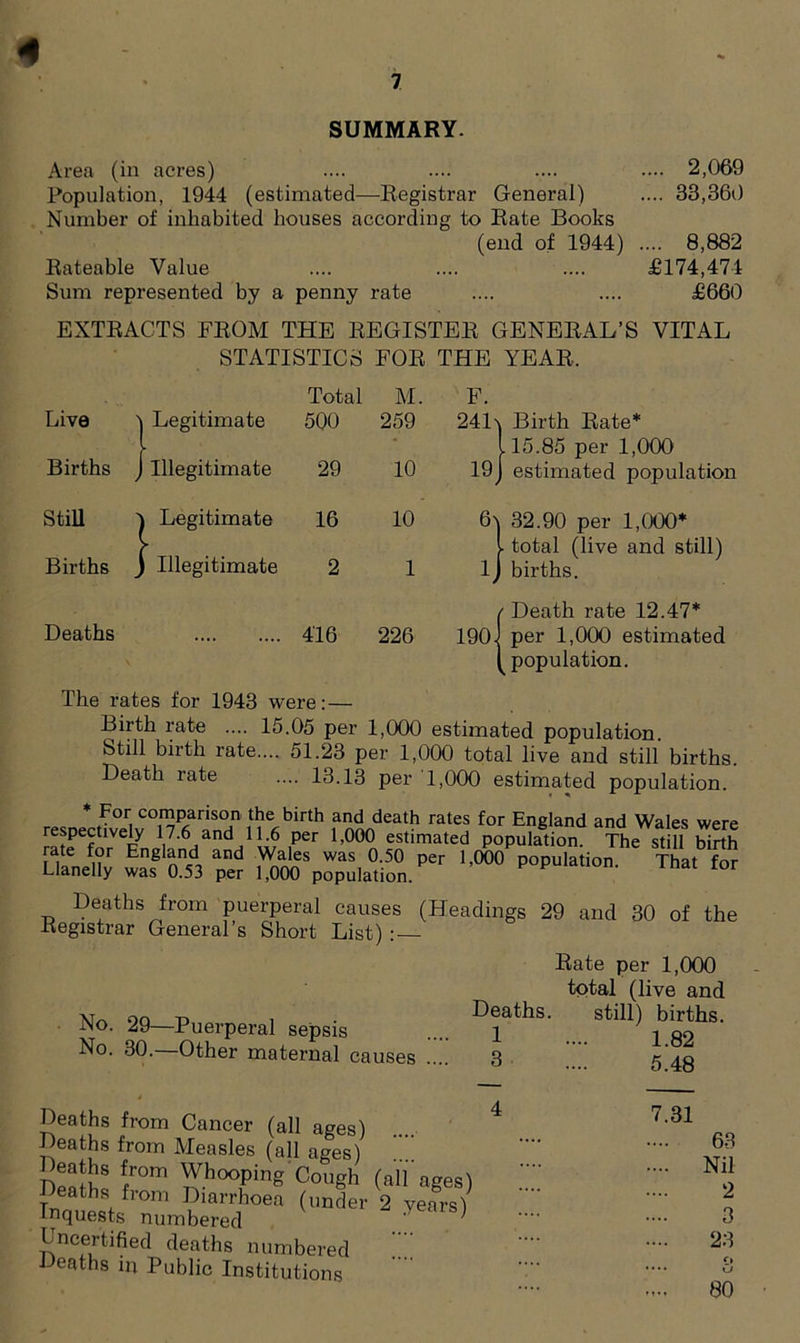 7
SUMMARY.
Area (in acres) .... .... .... .... 2,069
Population, 1944 (estimated—Registrar General) .... 33,360
Number of inhabited houses according to Rate Books
(end of 1944) .... 8,882
Rateable Value .... .... .... £174,474
Sum represented by a penny rate .... .... £660
EXTRACTS FROM THE REGISTER GENERAL'S VITAL
STATISTICS FOR THE YEAR.
Total M. F.
Live } Legitimate 500 259 241 } Birth Rate*
15.85 per 1,000
Births } Illegitimate 29 10 19 } estimated population
Still } Legitimate 16 10 6 } 32.90 per 1,000*
total (live and still)
Births } Illegitimate 2 1 1 } births.
{ Death rate 12.47*
Deaths .... .... 416 226 190 { per 1,000 estimated
{ population.
The rates for 1943 were:—
Birth rate .... 15.05 per 1,000 estimated population.
Still birth rate.... 51.23 per 1,000 total live and still births.
Death rate .... 13.13 per 1,000 estimated population.
* For comparison the birth and death rates for England and Wales were
respectively 17.6 and 11.6 per 1,000 estimated population. The still birth
rate for England and Wales was 0.50 per 1,000 population. That for
Llanelly was 0.53 per 1,000 population.
Deaths from puerperal causes (Headings 29 and 30 of the
Registrar General's Short List) :—
Rate per 1,000
total (live and
Deaths. still) births.
No. 29—Puerperal sepsis .... 1 .... 1.82
No. 30.—Other maternal causes .... 3 .... 5.48
4 7.31
Deaths from Cancer (all ages) .... .... .... 63
Deaths from Measles (all ages) .... .... .... Nil
Deaths from Whooping Cough (all ages) .... .... 2
Deaths from Diarrhoea (under 2 years) .... .... 3
Inquests numbered .... .... 23
Uncertified deaths numbered .... .... .... 3
Deaths in Public Institutions .... .... .... 80